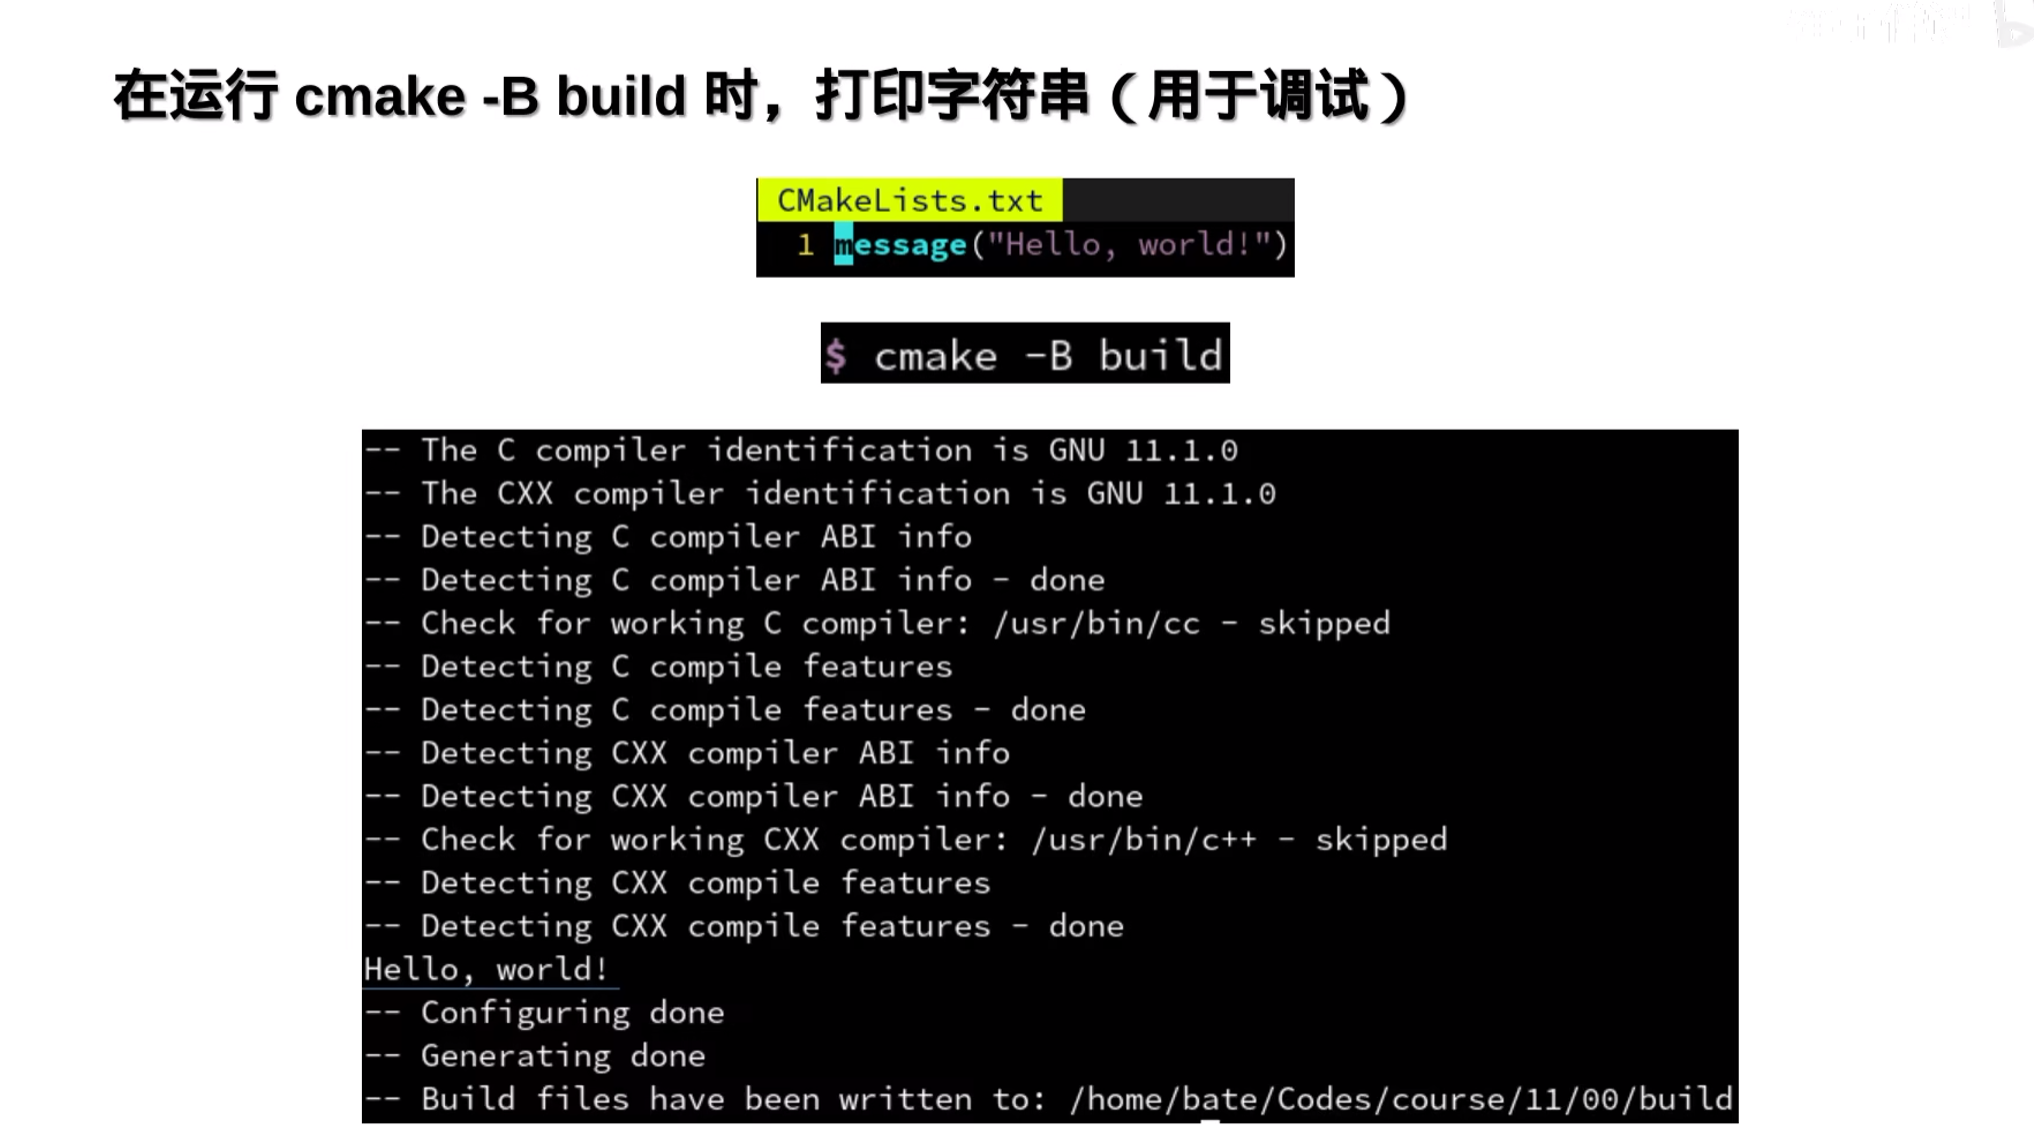 在运行 cmake -B build 时，打印字符串（用于调试）
CMakeLists.txt
1 message("Hello, world!")
$ cmake -B build
-- The C compiler identification is GNU 11.1.0
-- The CXX compiler identification is GNU 11.1.0
-- Detecting C compiler ABI info
-- Detecting C compiler ABI info - done
-- Check for working C compiler: /usr/bin/cc - skipped
-- Detecting C compile features
-- Detecting C compile features - done
-- Detecting CXX compiler ABI info
-- Detecting CXX compiler ABI info - done
-- Check for working CXX compiler: /usr/bin/c++ - skipped
-- Detecting CXX compile features
-- Detecting CXX compile features - done
Hello, world!
-- Configuring done
-- Generating done
-- Build files have been written to: /home/bate/Codes/course/11/00/build